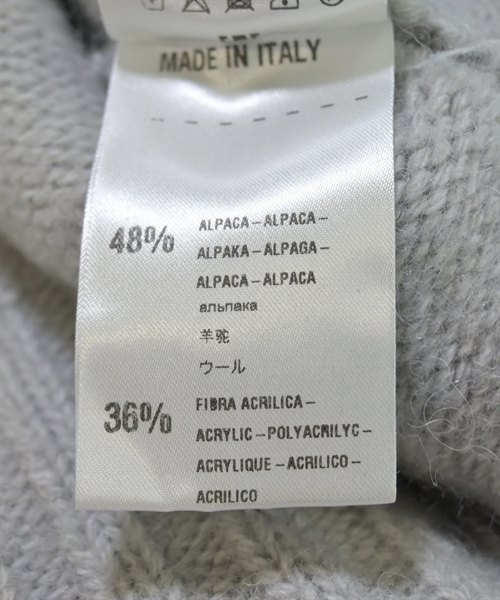 MADE IN ITALY
48%
ALPACA-ALPACA-
ALPAKA-ALPAGA-
ALPACA-ALPACA
альпака
羊驼
ウール
36%
FIBRA ACRILICA-
ACRYLIC-POLYACRILYC-
ACRYLIQUE-ACRILICO-
ACRILICO